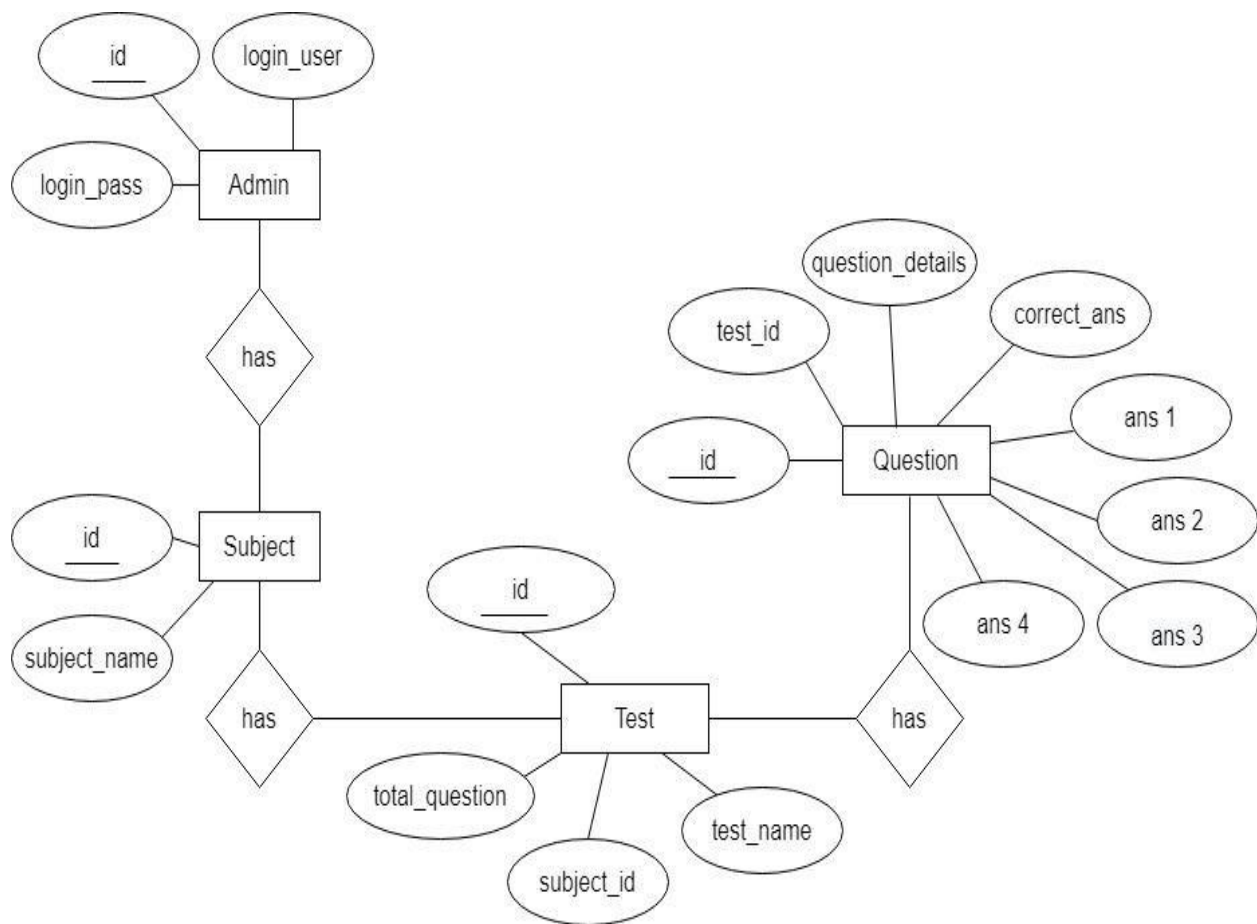 id
login_user
login_pass
Admin
has
question_details
test_id
correct_ans
ans 1
id
Question
ans 2
id
Subject
id
ans 4
ans 3
subject_name
has
Test
has
total_question
test_name
subject_id